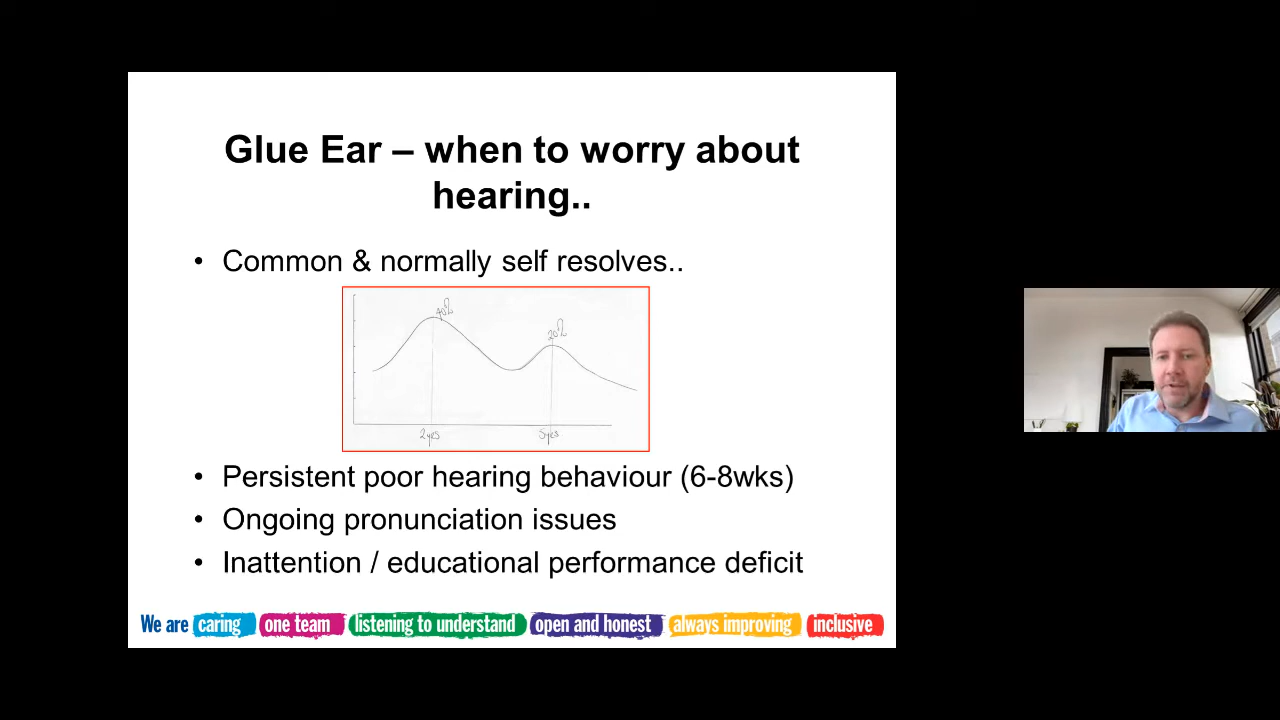 Glue Ear – when to worry about
hearing..
• Common & normally self resolves..
40%
20%
2yrs
5yrs
• Persistent poor hearing behaviour (6-8wks)
• Ongoing pronunciation issues
• Inattention / educational performance deficit
We are caring one team listening to understand open and honest always improving inclusive